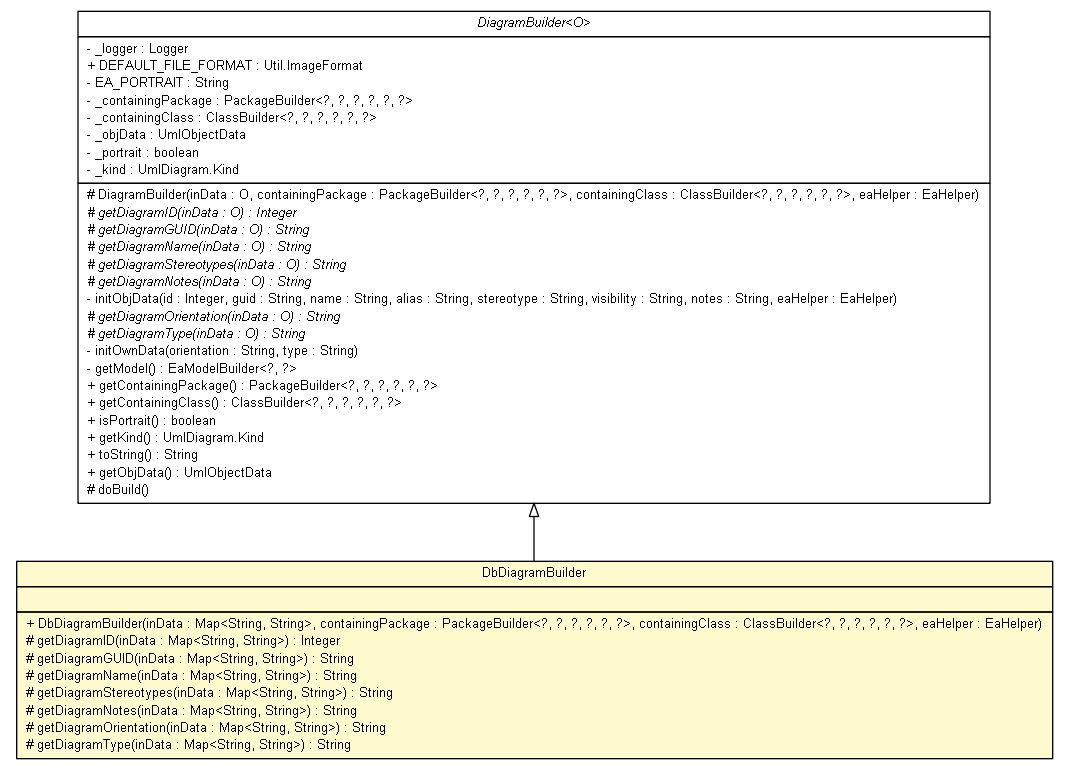 DiagramBuilder<O>
- _logger : Logger
+ DEFAULT_FILE_FORMAT : Util.ImageFormat
- EA_PORTRAIT : String
- _containingPackage : PackageBuilder<?, ?, ?, ?, ?, ?>
- _containingClass : ClassBuilder<?, ?, ?, ?, ?, ?>
- _objData : UmlObjectData
- _portrait : boolean
- _kind : UmlDiagram.Kind
# DiagramBuilder(inData : O, containingPackage : PackageBuilder<?, ?, ?, ?, ?, ?>, containingClass : ClassBuilder<?, ?, ?, ?, ?, ?>, eaHelper : EaHelper)
# getDiagramID(inData : O) : Integer
# getDiagramGUID(inData : O) : String
# getDiagramName(inData : O) : String
# getDiagramStereotypes(inData : O) : String
# getDiagramNotes(inData : O) : String
- initObjData(id : Integer, guid : String, name : String, alias : String, stereotype : String, visibility : String, notes : String, eaHelper : EaHelper)
# getDiagramOrientation(inData : O) : String
# getDiagramType(inData : O) : String
- initOwnData(orientation : String, type : String)
- getModel() : EaModelBuilder<?, ?>
+ getContainingPackage() : PackageBuilder<?, ?, ?, ?, ?, ?>
+ getContainingClass() : ClassBuilder<?, ?, ?, ?, ?, ?>
+ isPortrait() : boolean
+ getKind() : UmlDiagram.Kind
+ toString() : String
+ getObjData() : UmlObjectData
# doBuild()
DbDiagramBuilder
+ DbDiagramBuilder(inData : Map<String, String>, containingPackage : PackageBuilder<?, ?, ?, ?, ?, ?>, containingClass : ClassBuilder<?, ?, ?, ?, ?, ?>, eaHelper : EaHelper)
# getDiagramID(inData : Map<String, String>) : Integer
# getDiagramGUID(inData : Map<String, String>) : String
# getDiagramName(inData : Map<String, String>) : String
# getDiagramStereotypes(inData : Map<String, String>) : String
# getDiagramNotes(inData : Map<String, String>) : String
# getDiagramOrientation(inData : Map<String, String>) : String
# getDiagramType(inData : Map<String, String>) : String